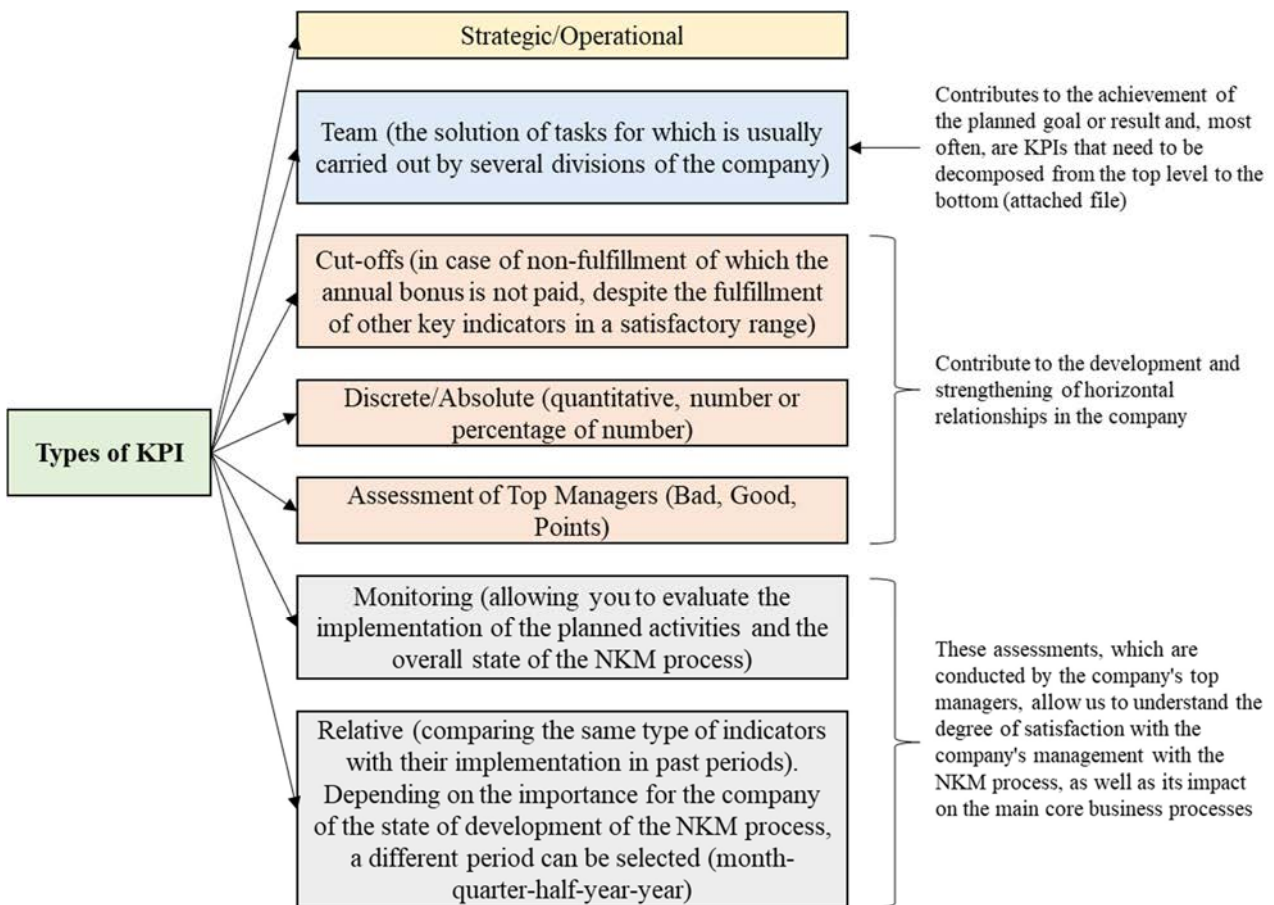 Strategic/Operational
Team (the solution of tasks for which is usually
carried out by several divisions of the company)
Contributes to the achievement of
the planned goal or result and, most
often, are KPIs that need to be
decomposed from the top level to the
bottom (attached file)
Cut-offs (in case of non-fulfillment of which the
annual bonus is not paid, despite the fulfillment
of other key indicators in a satisfactory range)
Discrete/Absolute (quantitative, number or
percentage of number)
Assessment of Top Managers (Bad, Good,
Points)
Contribute to the development and
strengthening of horizontal
relationships in the company
Types of KPI
Monitoring (allowing you to evaluate the
implementation of the planned activities and the
overall state of the NKM process)
Relative (comparing the same type of indicators
with their implementation in past periods).
Depending on the importance for the company
of the state of development of the NKM process,
a different period can be selected (month-
quarter-half-year-year)
These assessments, which are
conducted by the company's top
managers, allow us to understand the
degree of satisfaction with the
company's management with the
NKM process, as well as its impact
on the main core business processes